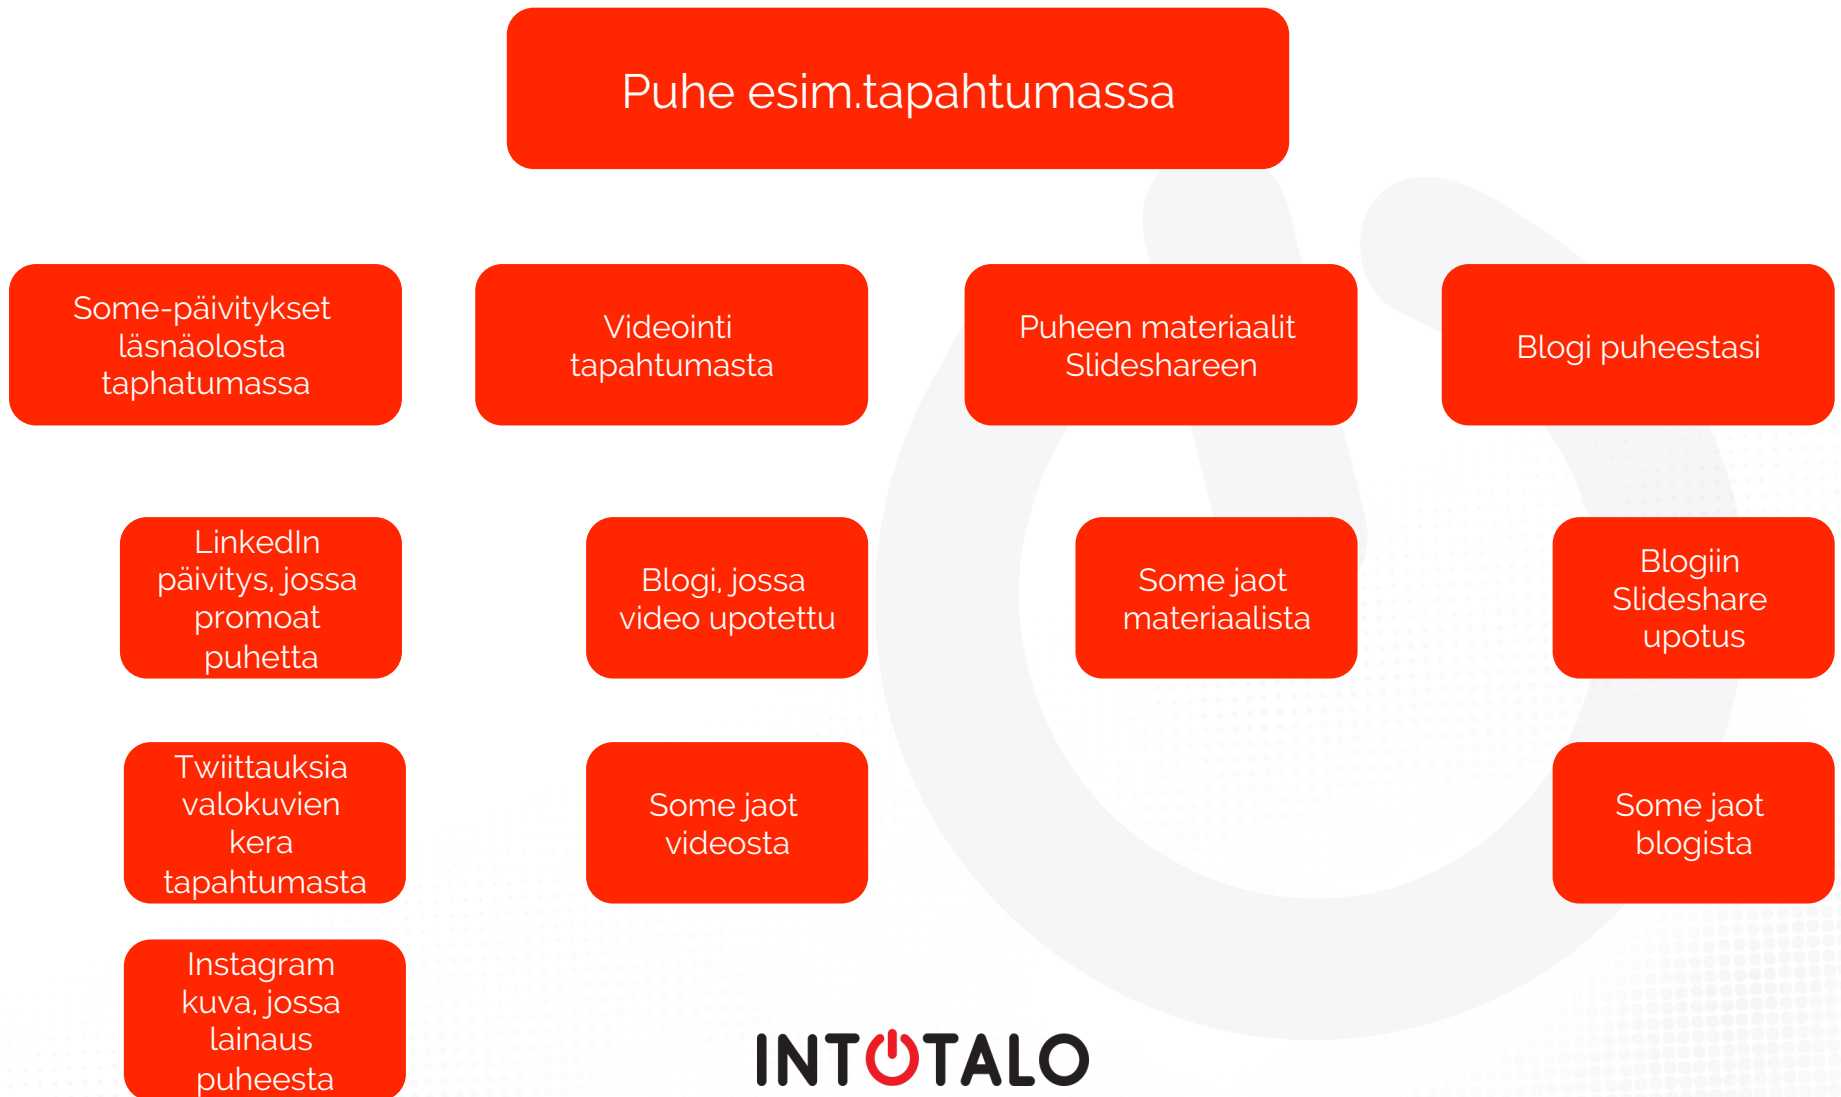 Puhe esim.tapahtumassa
Some-päivitykset
läsnäolosta
taphatumassa
Videointi
tapahtumasta
Puheen materiaalit
Slideshareen
Blogi puheestasi
LinkedIn
päivitys, jossa
promoat
puhetta
Blogi, jossa
video upotettu
Some jaot
materiaalista
Blogiin
Slideshare
upotus
Twiittauksia
valokuvien
kera
tapahtumasta
Some jaot
videosta
Some jaot
blogista
Instagram
kuva, jossa
lainaus
puheesta
INTOTALO